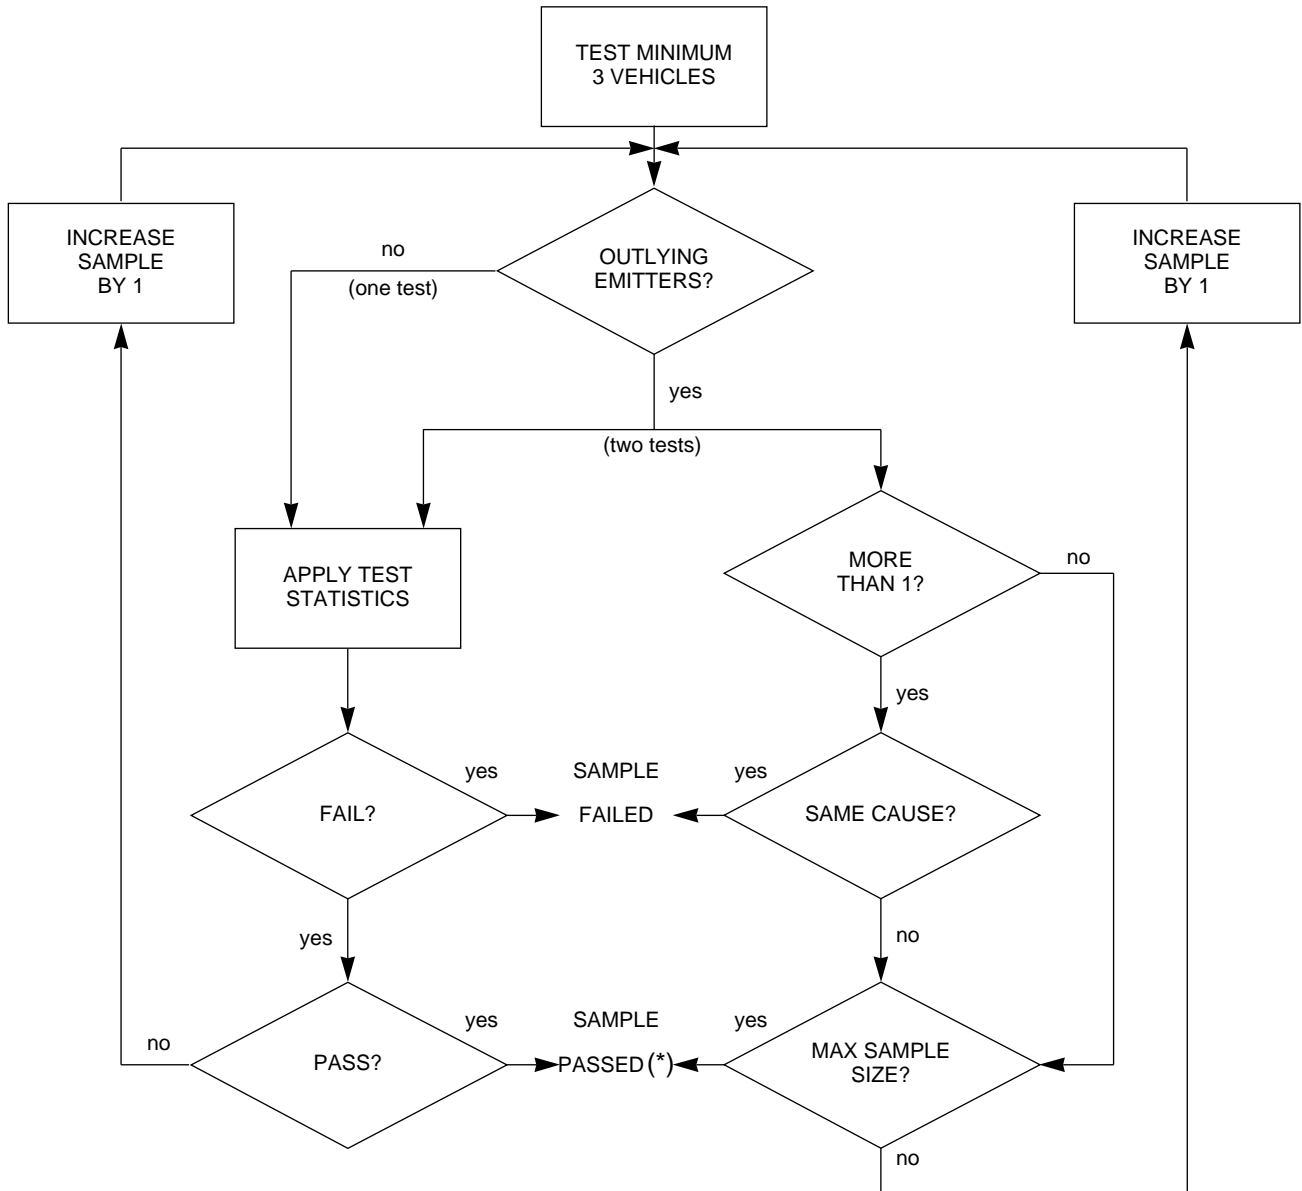 TEST MINIMUM
3 VEHICLES
INCREASE
SAMPLE
BY 1
no
(one test)
OUTLYING
EMITTERS?
INCREASE
SAMPLE
BY 1
yes
(two tests)
APPLY TEST
STATISTICS
MORE
THAN 1?
no
yes
FAIL?
yes
SAMPLE
FAILED
yes
SAME CAUSE?
yes
no
no
PASS?
yes
SAMPLE
PASSED (*)
yes
MAX SAMPLE
SIZE?
no